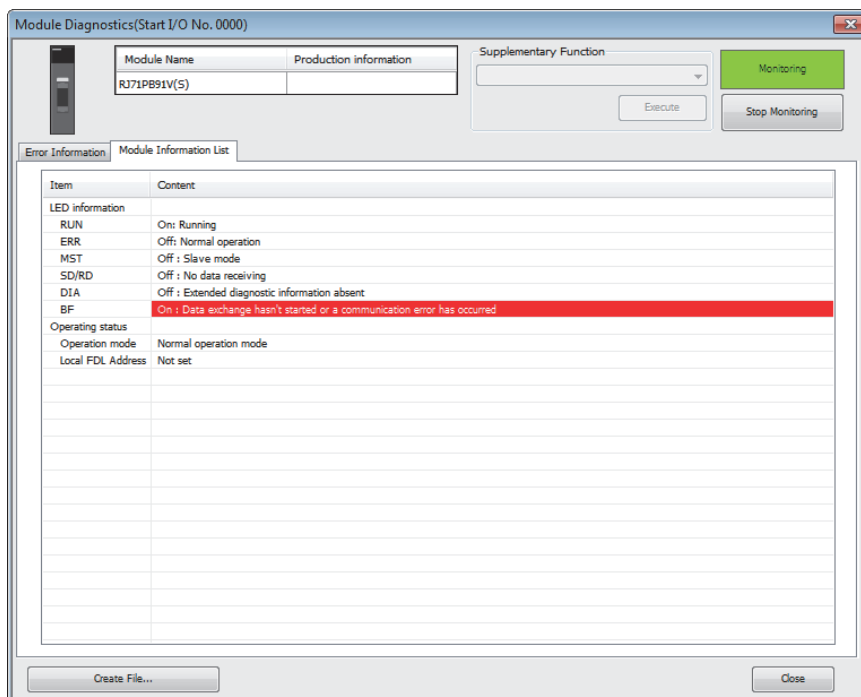 Module Diagnostics(Start I/O No. 0000)
Module Name Production information
RJ71PB91V(S)
Supplementary Function
Execute
Monitoring
Stop Monitoring
Error Information Module Information List
Item Content
LED information
RUN On: Running
ERR Off: Normal operation
MST Off : Slave mode
SD/RD Off : No data receiving
DIA Off : Extended diagnostic information absent
BF On : Data exchange hasn't started or a communication error has occurred
Operating status
Operation mode Normal operation mode
Local FDL Address Not set
Create File... Close